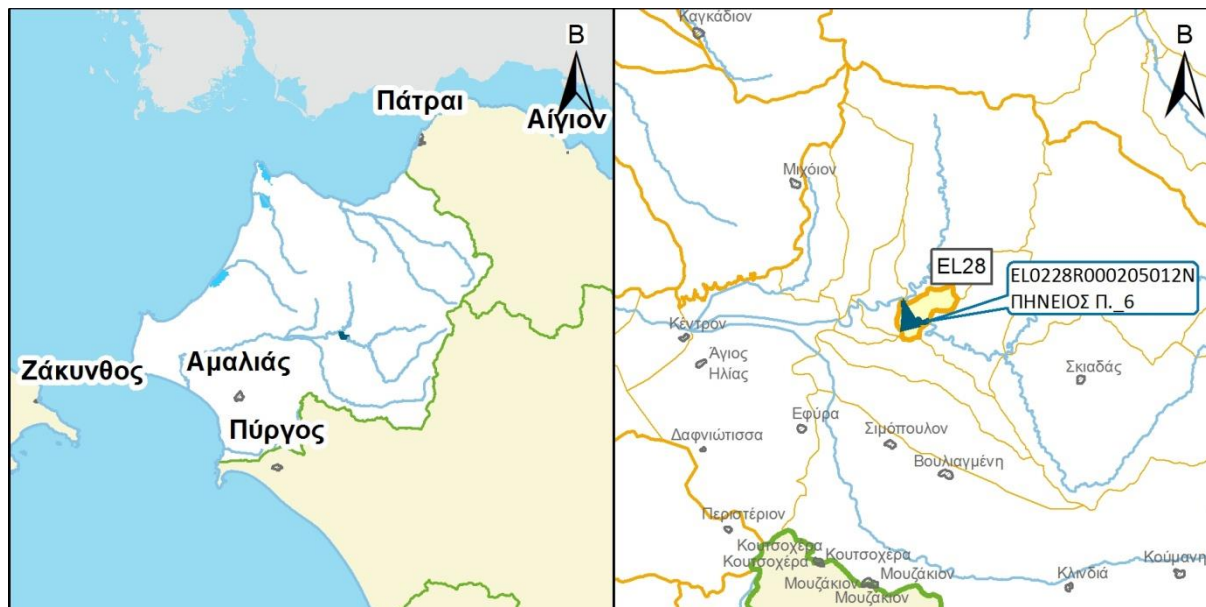 Β
Πάτραι
Αίγιον
Ζάκυνθος
Αμαλιάς
Πύργος
Καγκάδιον
Β
Μιχόιον
EL28
EL0228R000205012N
ΠΗΝΕΙΟΣ Π._6
Κέντρον
Άγιος
Ηλίας
Σκιαδάς
Εφύρα
Δαφνιώτισσα
Σιμόπουλον
Βουλιαγμένη
Περιστέριον
Κουτσοχέρα
Κουτσοχέρα
Κουτσοχέρα
Μουζάκιον
Μουζάκιον
Μουζάκιον
Κλινδιά
Κούμανη